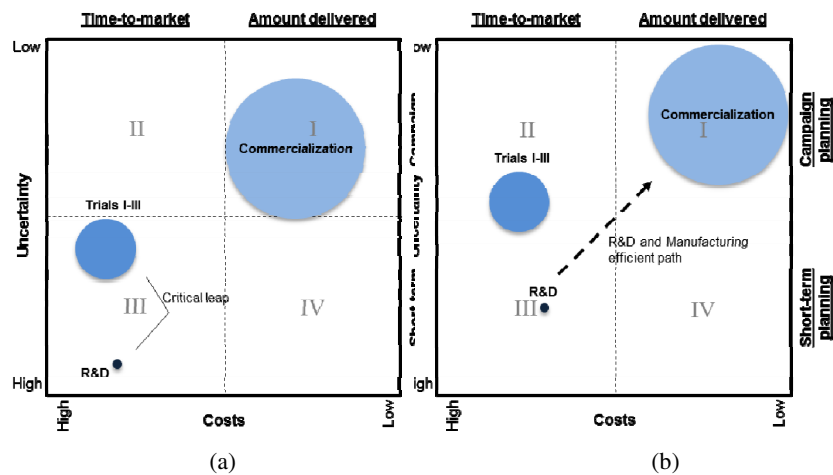 Time-to-market
Amount delivered
Low
II
I
Commercialization
Trials I-III
Uncertainty
Critical leap
III
IV
R&D
High
High
Costs
Low
(a)
Time-to-market
Amount delivered
Low
Commercialization
II
I
Campaign
planning
Trials I-III
R&D and Manufacturing
efficient path
R&D
III
IV
Short-term
planning
High
Costs
Low
(b)